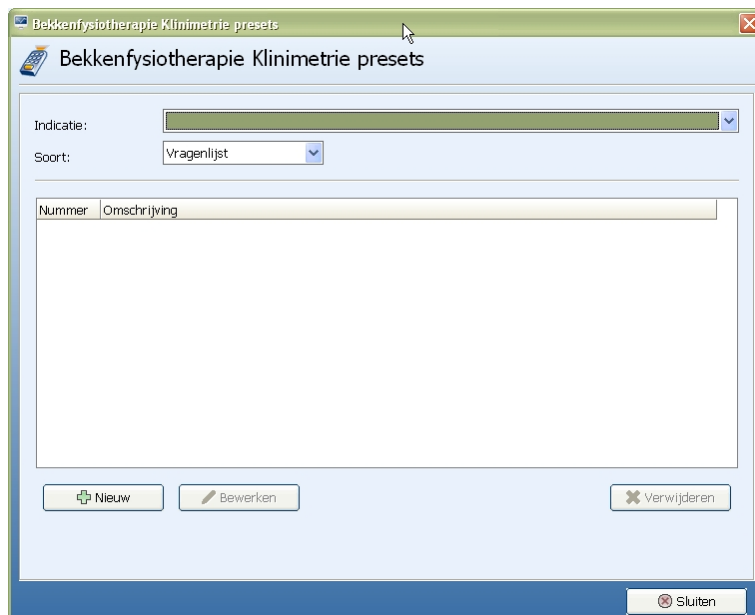 Bekkenfysiotherapie Klinimetrie presets
Bekkenfysiotherapie Klinimetrie presets
Indicatie:
Soort: Vragenlijst
Nummer Omschrijving
Nieuw Bewerken Verwijderen
Sluiten